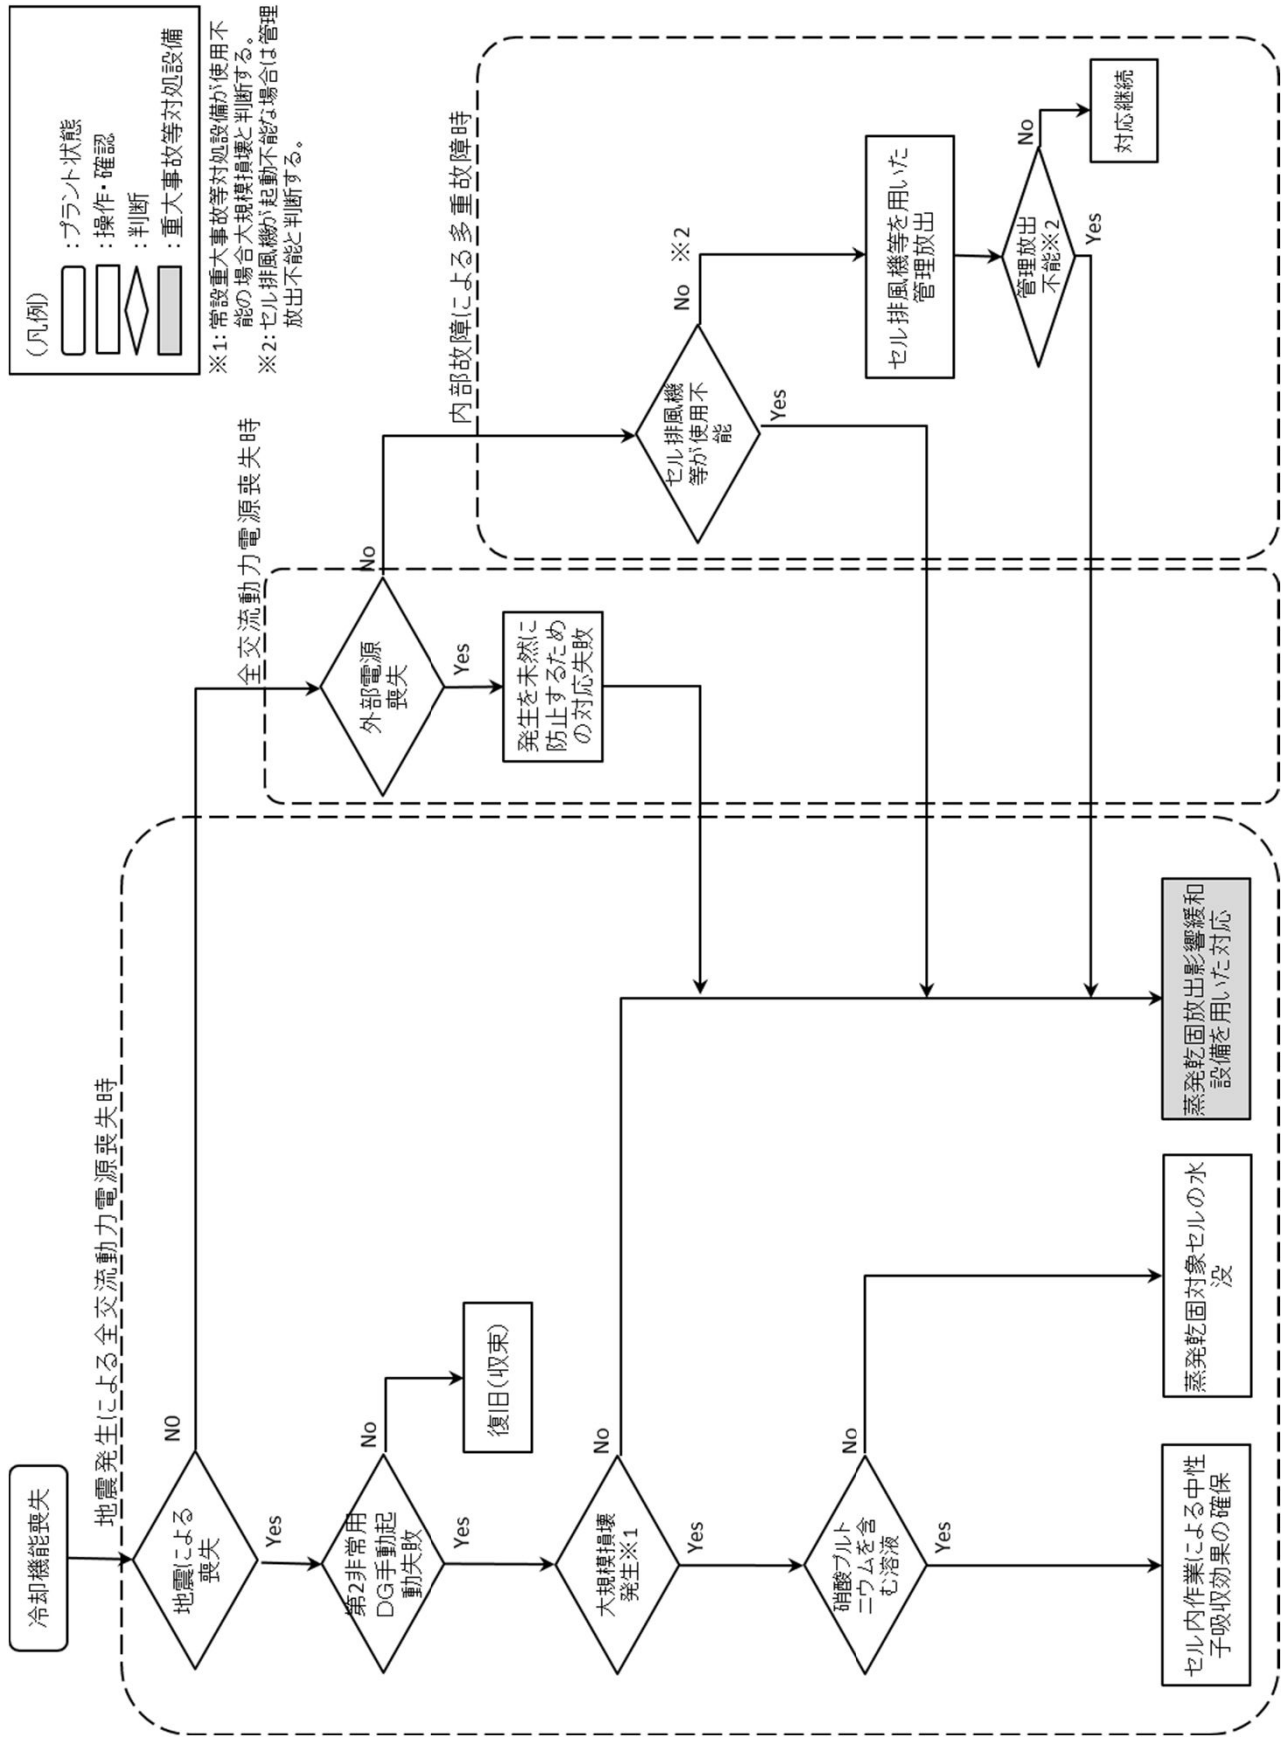 (凡例)
:プラント状態
:操作・確認
:判断
:重大事故等対処設備
※1:常設重大事故等対処設備が使用不
能の場合大規模損壊と判断する。
※2:セル排風機が起動不能な場合は管理
放出不能と判断する。
冷却機能喪失
地震発生による全交流動力電源喪失時
地震による
喪失
NO
Yes
第2非常用
DG手動起
動失敗
No
復旧(収束)
Yes
大規模損壊
発生※1
No
Yes
硝酸プルト
ニウムを含
む溶液
No
Yes
セル内作業による中性
子吸収効果の確保
蒸発乾固対象セルの水
没
蒸発乾固放出影響緩和
設備を用いた対応
全交流動力電源喪失時
外部電源
喪失
No
Yes
発生を未然に
防止するため
の対応失敗
内部故障による多重故障時
セル排風機
等が使用不
能
No ※2
Yes
セル排風機等を用いた
管理放出
管理放出
不能※2
No
Yes
対応継続